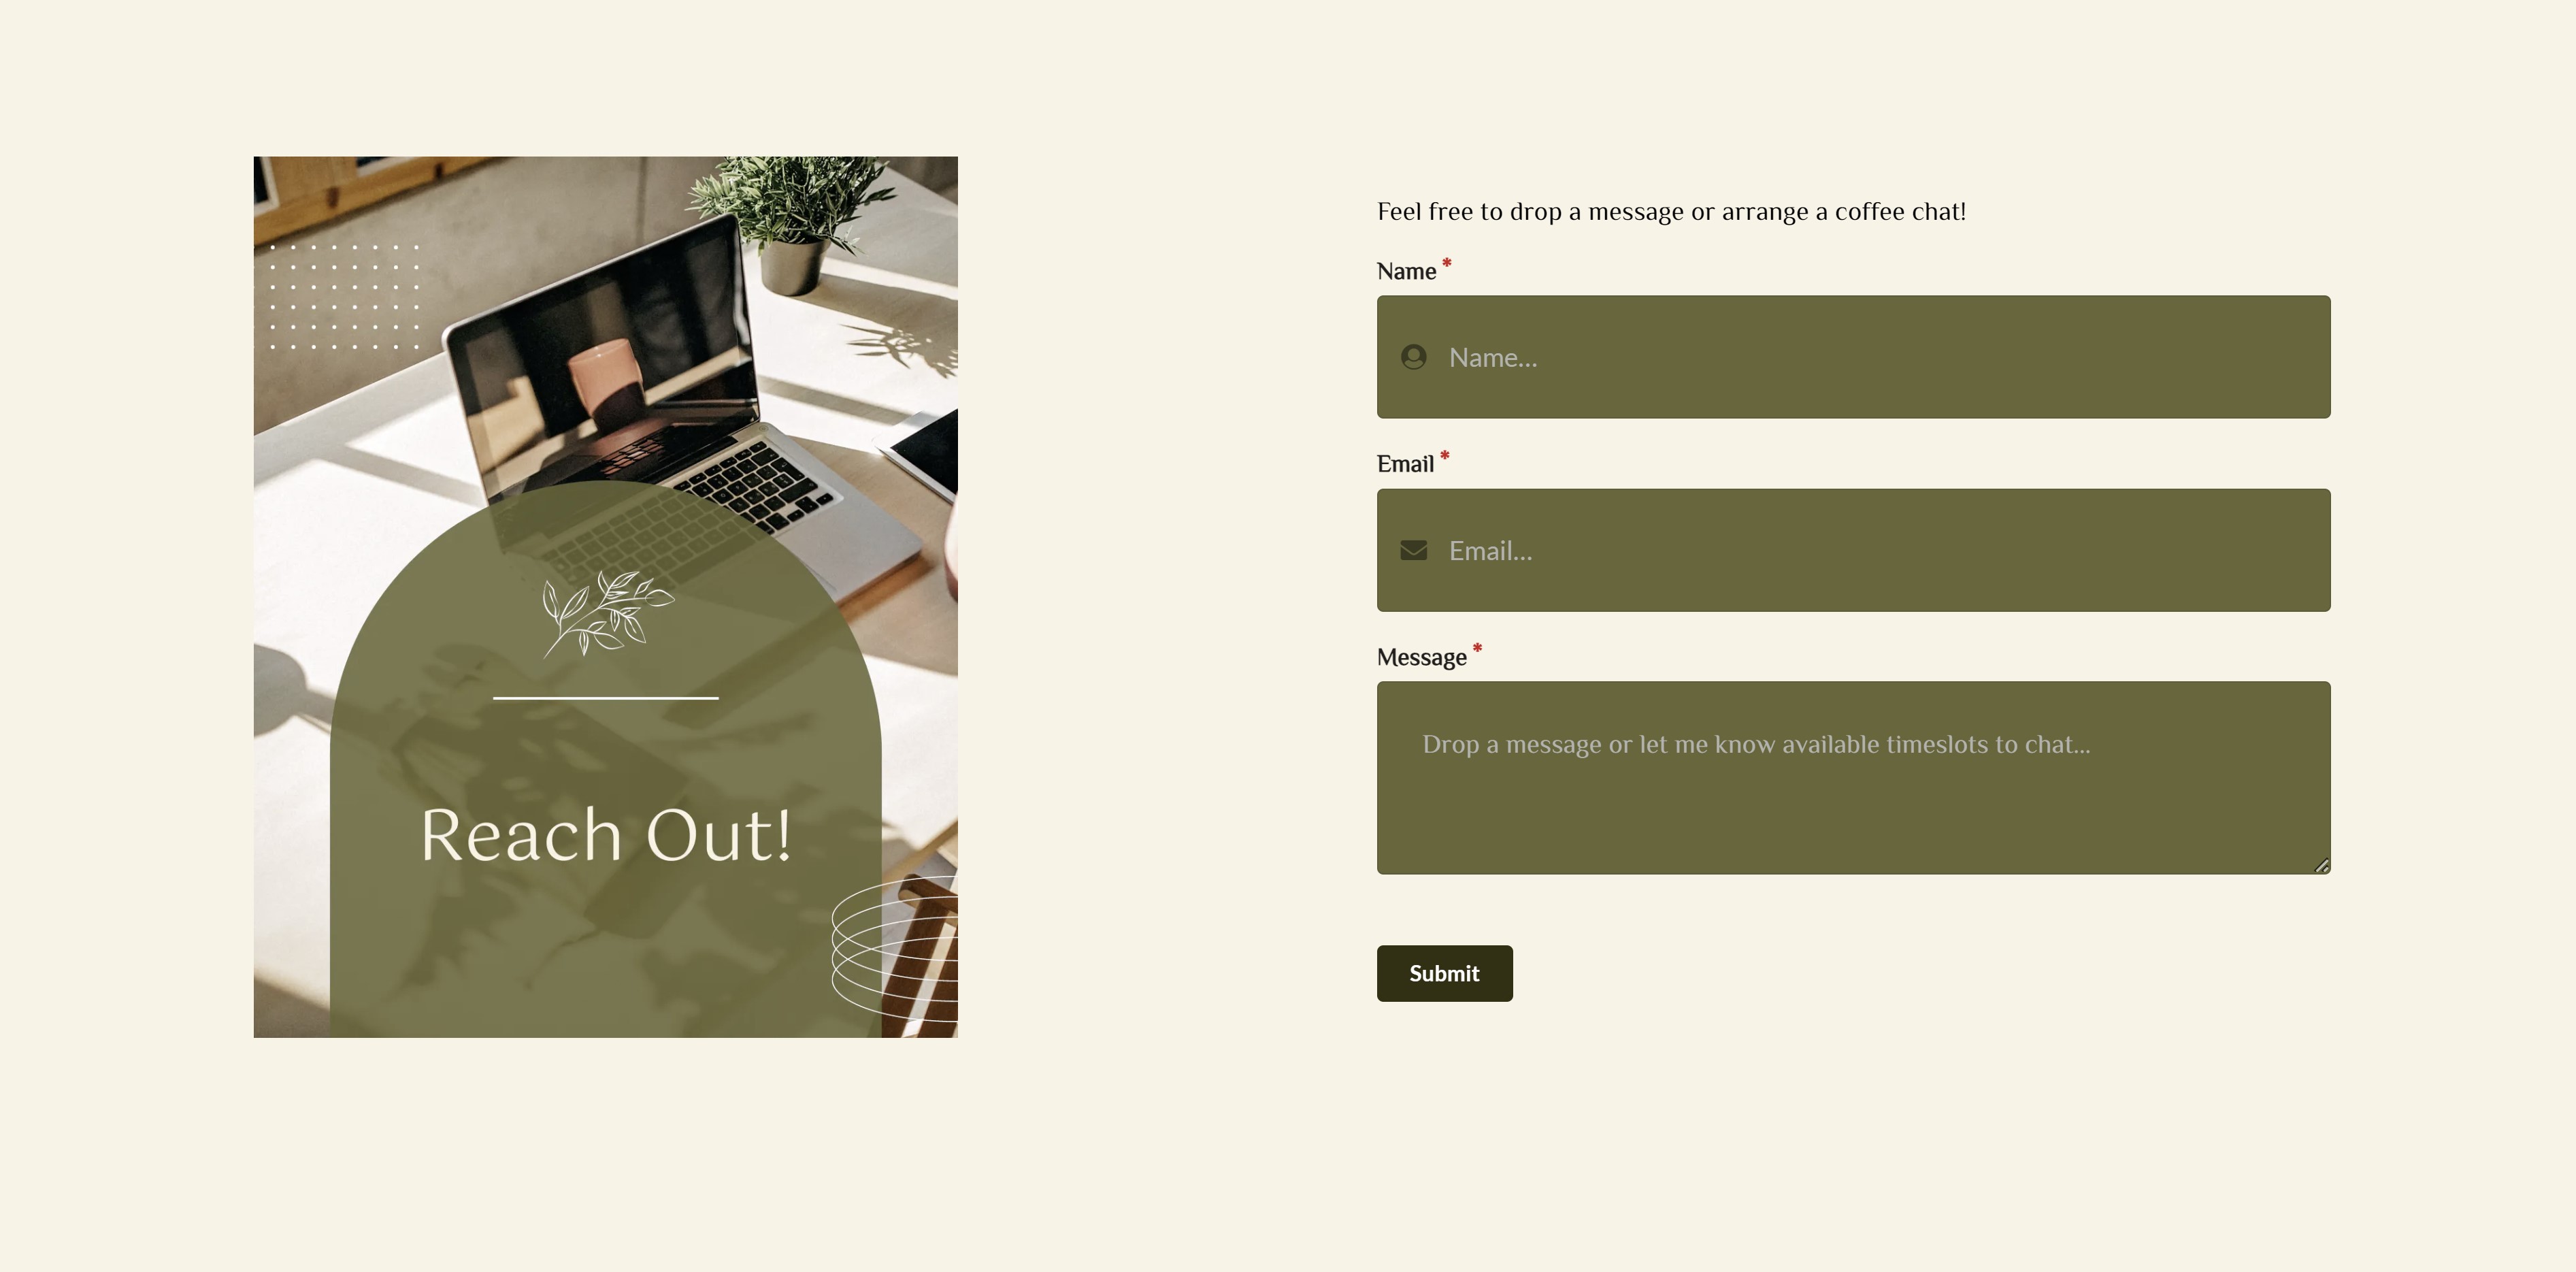 Reach Out!
Feel free to drop a message or arrange a coffee chat!
Name *
Name...
Email *
Email...
Message *
Drop a message or let me know available timeslots to chat...
Submit